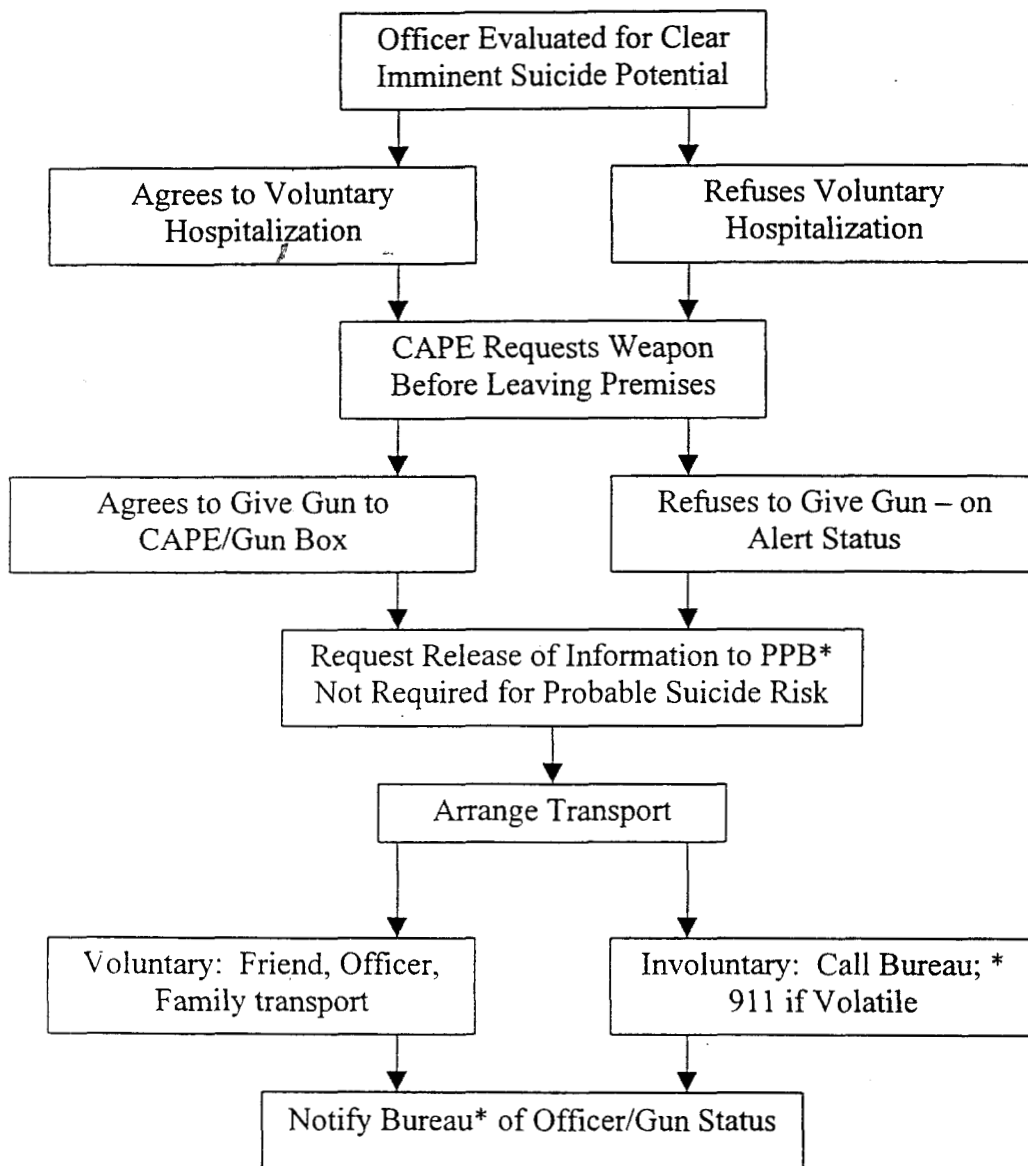 Officer Evaluated for Clear
Imminent Suicide Potential
Agrees to Voluntary
Hospitalization
Refuses Voluntary
Hospitalization
CAPE Requests Weapon
Before Leaving Premises
Agrees to Give Gun to
CAPE/Gun Box
Refuses to Give Gun – on
Alert Status
Request Release of Information to PPB*
Not Required for Probable Suicide Risk
Arrange Transport
Voluntary: Friend, Officer,
Family transport
Involuntary: Call Bureau; *
911 if Volatile
Notify Bureau* of Officer/Gun Status